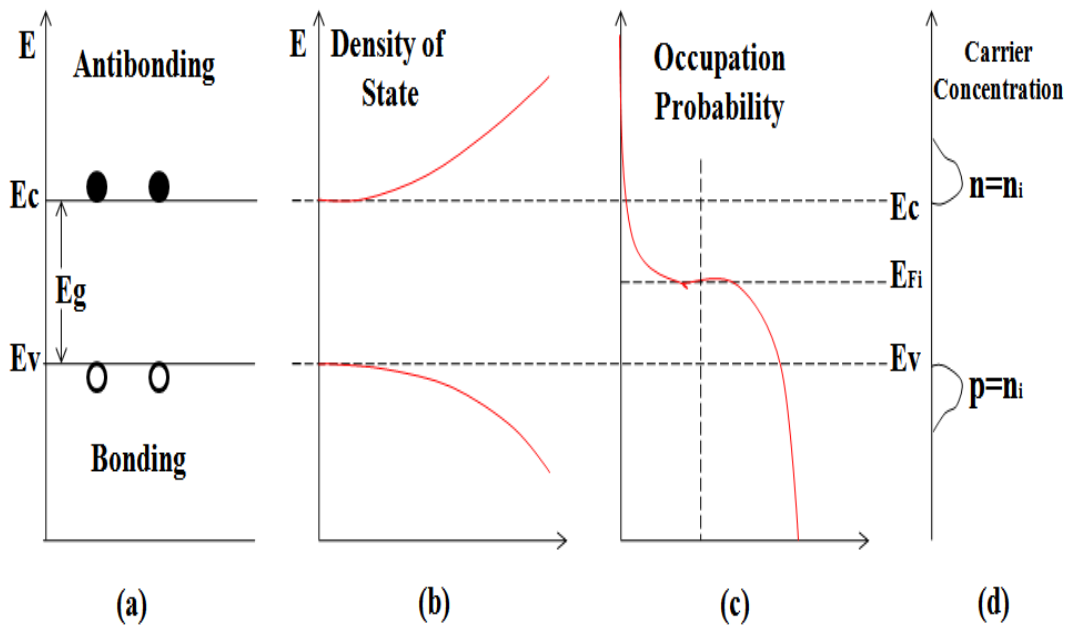 E
Antibonding
Ec
Eg
Ev
Bonding
(a)
E
Density of
State
(b)
Occupation
Probability
(c)
Ec
EFi
Ev
Carrier
Concentration
n=ni
p=ni
(d)